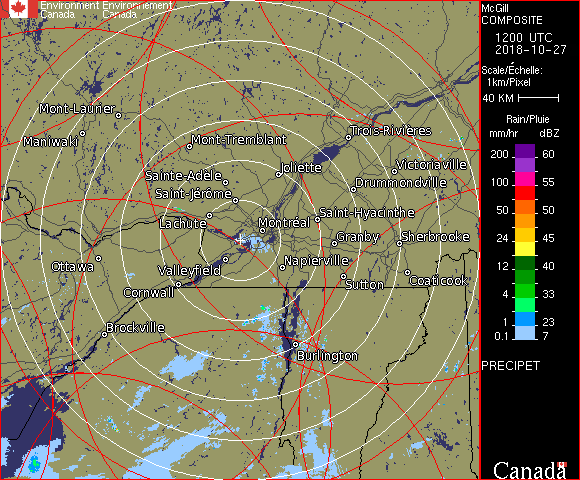 Environment Environnement
Canada Canada
McGill
COMPOSITE
1200 UTC
2018-10-27
Scale/Échelle:
1km/Pixel
40 KM
Rain/Pluie
mm/hr dBZ
200 60
100 55
50 50
24 45
12 40
4 33
1 23
0.1 7
PRECIPET
Canada
Mont-Laurier
Maniwaki
Mont-Tremblant
Trois-Rivières
Sainte-Adèle
Joliette
Victoriaville
Saint-Jérôme
Drummondville
Lachute
Montréal
Saint-Hyacinthe
Granby
Sherbrooke
Ottawa
Valleyfield
Napierville
Cornwall
Sutton
Coaticook
Brockville
Burlington